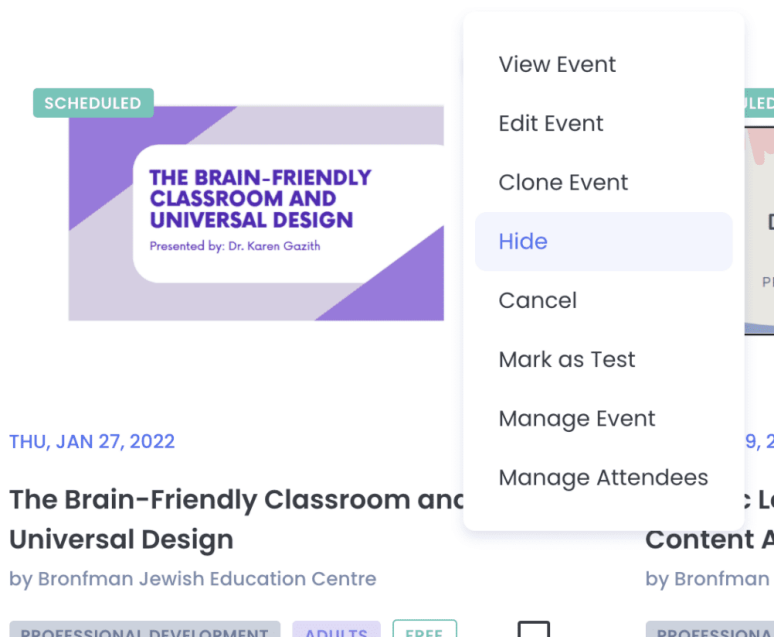 SCHEDULED
THE BRAIN-FRIENDLY
CLASSROOM AND
UNIVERSAL DESIGN
Presented by: Dr. Karen Gazith
View Event
Edit Event
Clone Event
Hide
Cancel
Mark as Test
Manage Event
Manage Attendees
THU, JAN 27, 2022
The Brain-Friendly Classroom and
Universal Design
by Bronfman Jewish Education Centre
PROFESSIONAL DEVELOPMENT
ADULTS
FREE
Content
by Bronfman
PROFESSIONAL